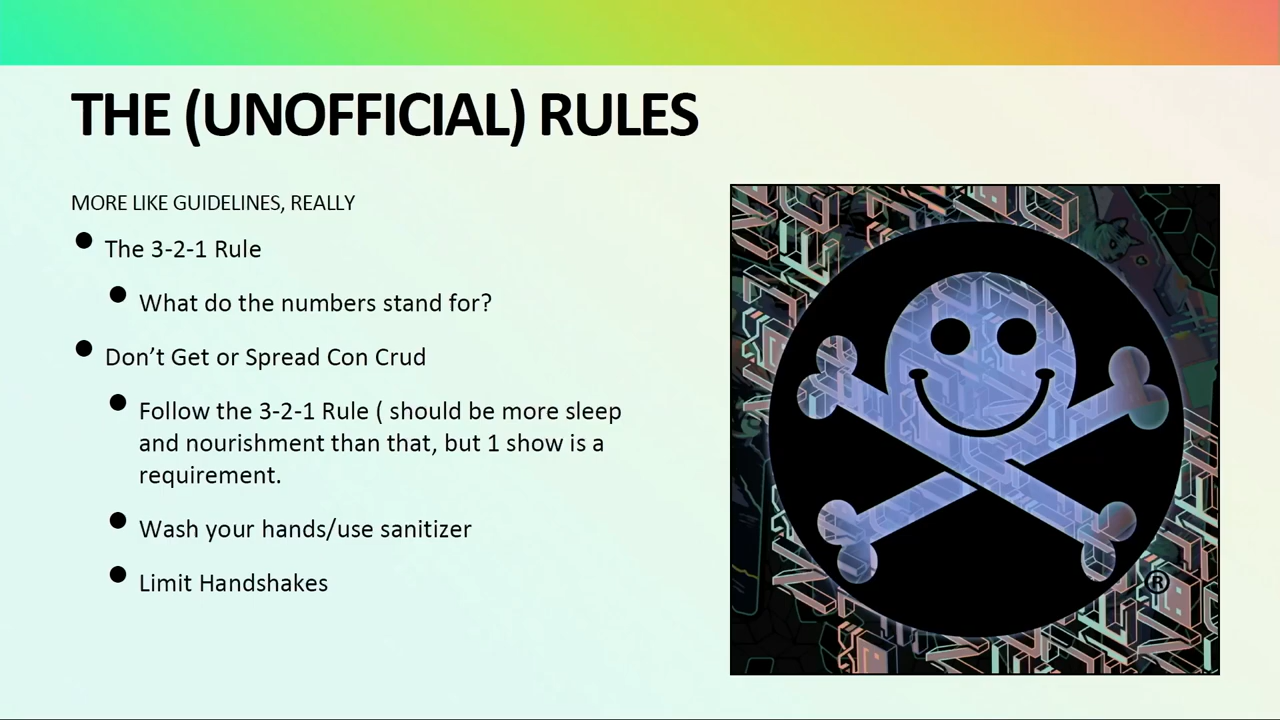 THE (UNOFFICIAL) RULES
MORE LIKE GUIDELINES, REALLY
The 3-2-1 Rule
What do the numbers stand for?
Don’t Get or Spread Con Crud
Follow the 3-2-1 Rule ( should be more sleep
and nourishment than that, but 1 show is a
requirement.
Wash your hands/use sanitizer
Limit Handshakes
®